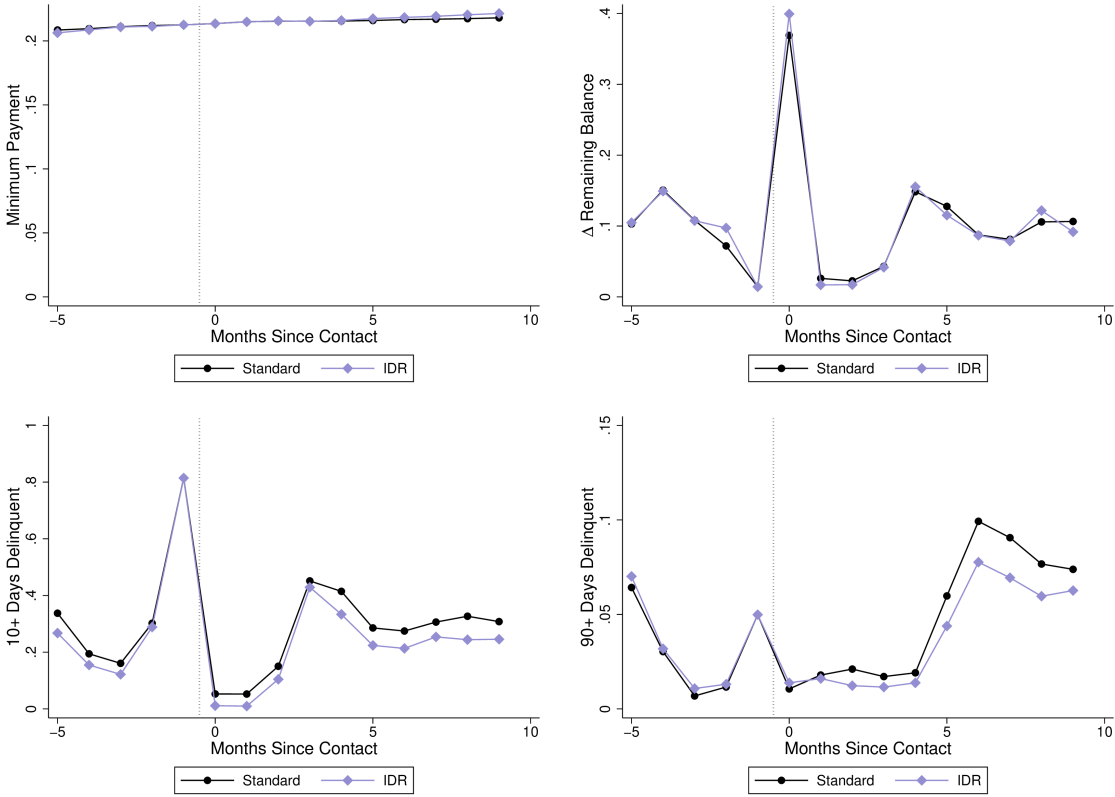 Minimum Payment
.2
.15
.1
.05
0
−5 0 5 10
Months Since Contact
Standard IDR
Δ Remaining Balance
.4
.3
.2
.1
0
−5 0 5 10
Months Since Contact
Standard IDR
10+ Days Delinquent
1
.8
.6
.4
.2
0
−5 0 5 10
Months Since Contact
Standard IDR
90+ Days Delinquent
.15
.1
.05
0
−5 0 5 10
Months Since Contact
Standard IDR